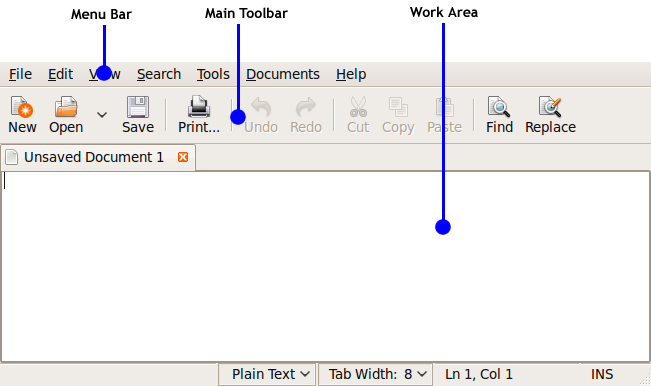 Menu Bar Main Toolbar Work Area
File Edit View Search Tools Documents Help
New Open Save Print... Undo Redo Cut Copy Paste Find Replace
Unsaved Document 1
Plain Text Tab Width: 8 Ln 1, Col 1 INS